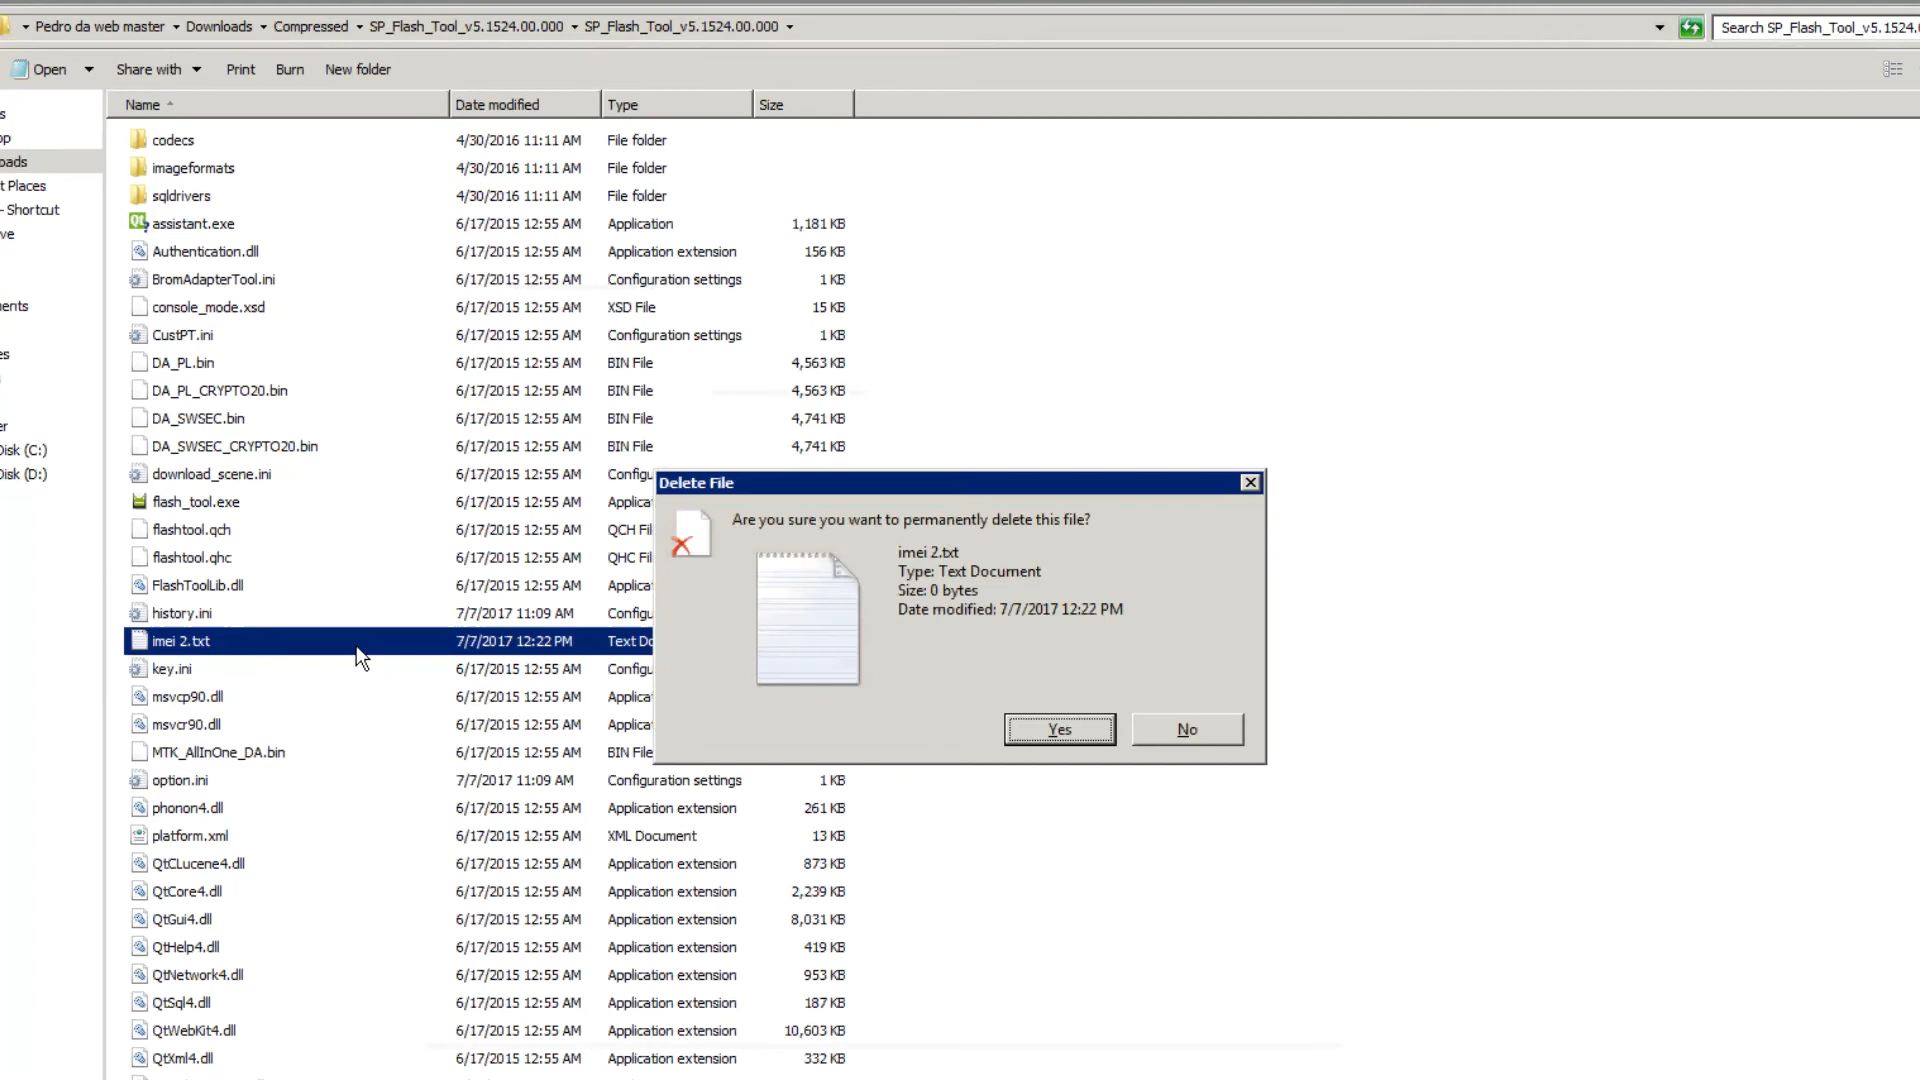 Pedro da web master Downloads Compressed SP_Flash_Tool_v5.1524.00.000 SP_Flash_Tool_v5.1524.00.000 Search SP_Flash_Tool_v5.1524.
Open Share with Print Burn New folder
Name Date modified Type Size
s
op
oads
t Places
- Shortcut
ve
ents
es
er
Disk (C:)
Disk (D:)
codecs 4/30/2016 11:11 AM File folder
imageformats 4/30/2016 11:11 AM File folder
sqldrivers 4/30/2016 11:11 AM File folder
assistant.exe 6/17/2015 12:55 AM Application 1,181 KB
Authentication.dll 6/17/2015 12:55 AM Application extension 156 KB
BromAdapterTool.ini 6/17/2015 12:55 AM Configuration settings 1 KB
console_mode.xsd 6/17/2015 12:55 AM XSD File 15 KB
CustPT.ini 6/17/2015 12:55 AM Configuration settings 1 KB
DA_PL.bin 6/17/2015 12:55 AM BIN File 4,563 KB
DA_PL_CRYPTO20.bin 6/17/2015 12:55 AM BIN File 4,563 KB
DA_SWSEC.bin 6/17/2015 12:55 AM BIN File 4,741 KB
DA_SWSEC_CRYPTO20.bin 6/17/2015 12:55 AM BIN File 4,741 KB
download_scene.ini 6/17/2015 12:55 AM Configu
flash_tool.exe 6/17/2015 12:55 AM Applica
flashtool.qch 6/17/2015 12:55 AM QCH Fil
flashtool.qhc 6/17/2015 12:55 AM QHC Fil
FlashToolLib.dll 6/17/2015 12:55 AM Applica
history.ini 7/7/2017 11:09 AM Configu
imei 2.txt 7/7/2017 12:22 PM Text Do
key.ini 6/17/2015 12:55 AM Configu
msvcp90.dll 6/17/2015 12:55 AM Applica
msvcr90.dll 6/17/2015 12:55 AM Applica
MTK_AllInOne_DA.bin 6/17/2015 12:55 AM BIN File
option.ini 7/7/2017 11:09 AM Configuration settings 1 KB
phonon4.dll 6/17/2015 12:55 AM Application extension 261 KB
platform.xml 6/17/2015 12:55 AM XML Document 13 KB
QtCLucene4.dll 6/17/2015 12:55 AM Application extension 873 KB
QtCore4.dll 6/17/2015 12:55 AM Application extension 2,239 KB
QtGui4.dll 6/17/2015 12:55 AM Application extension 8,031 KB
QtHelp4.dll 6/17/2015 12:55 AM Application extension 419 KB
QtNetwork4.dll 6/17/2015 12:55 AM Application extension 953 KB
QtSql4.dll 6/17/2015 12:55 AM Application extension 187 KB
QtWebKit4.dll 6/17/2015 12:55 AM Application extension 10,603 KB
QtXml4.dll 6/17/2015 12:55 AM Application extension 332 KB
Delete File
Are you sure you want to permanently delete this file?
imei 2.txt
Type: Text Document
Size: 0 bytes
Date modified: 7/7/2017 12:22 PM
Yes No